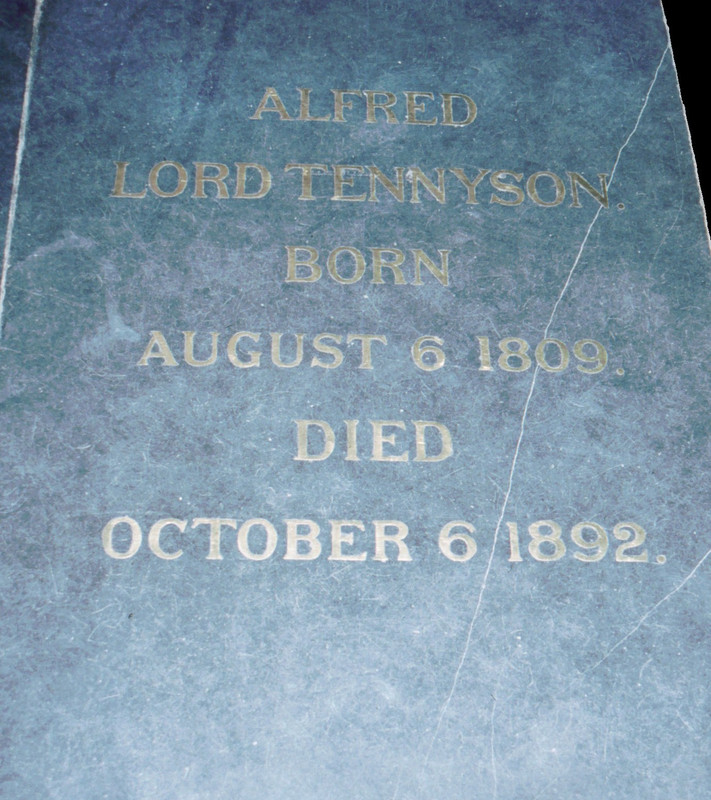 ALFRED
LORD TENNYSON.
BORN
AUGUST 6 1809.
DIED
OCTOBER 6 1892.